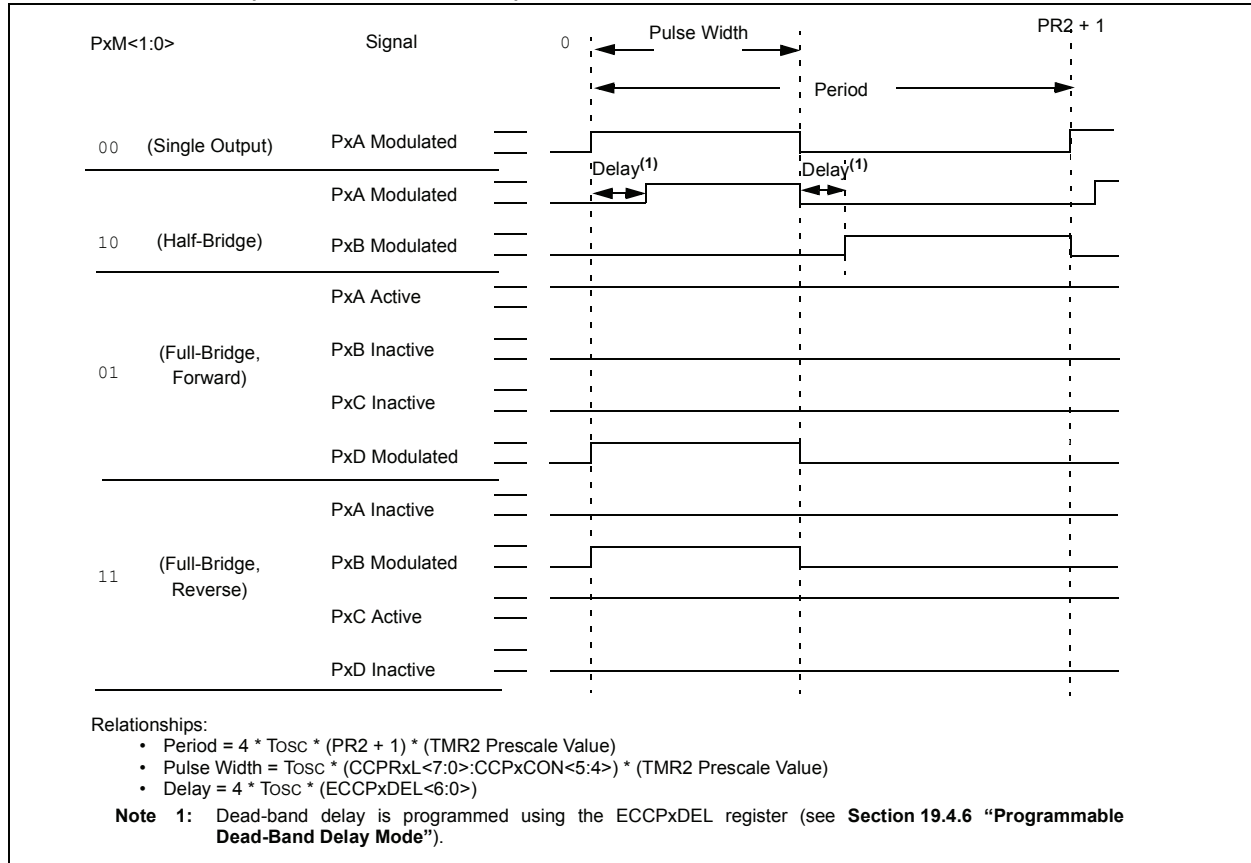 PxM<1:0> Signal 0 Pulse Width PR2 + 1
Period
00 (Single Output) PxA Modulated
Delay(1) Delay(1)
PxA Modulated
10 (Half-Bridge) PxB Modulated
PxA Active
01 (Full-Bridge, Forward) PxB Inactive
PxC Inactive
PxD Modulated
PxA Inactive
11 (Full-Bridge, Reverse) PxB Modulated
PxC Active
PxD Inactive
Relationships:
• Period = 4 * TOSC * (PR2 + 1) * (TMR2 Prescale Value)
• Pulse Width = TOSC * (CCPRxL<7:0>:CCPxCON<5:4>) * (TMR2 Prescale Value)
• Delay = 4 * TOSC * (ECCPxDEL<6:0>)
Note 1: Dead-band delay is programmed using the ECCPxDEL register (see Section 19.4.6 “Programmable
Dead-Band Delay Mode”).